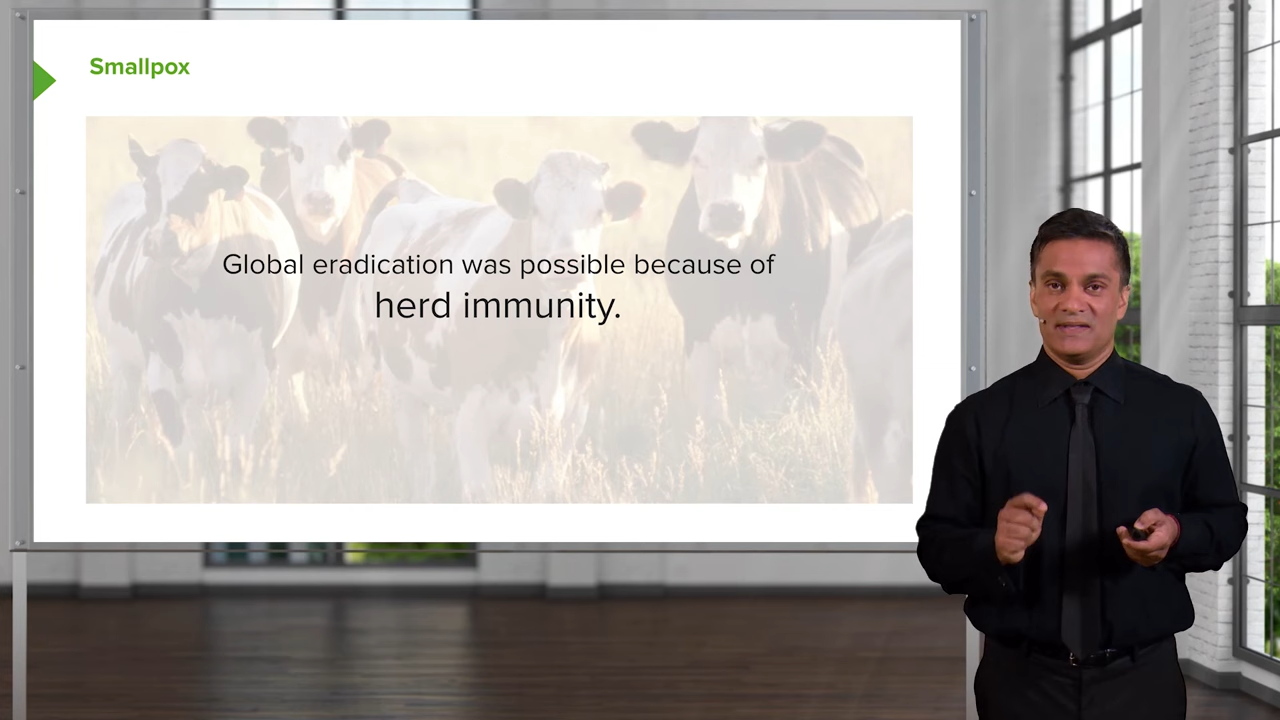 Smallpox
Global eradication was possible because of
herd immunity.